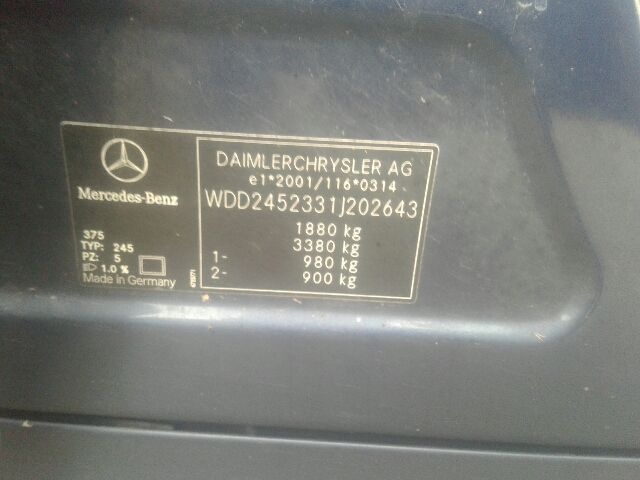 Mercedes-Benz
375
TYP: 245
PZ: 5
1.0 %
Made in Germany
DAIMLERCHRYSLER AG
e1*2001/116*0314
WDD2452331J202643
1880 kg
3380 kg
1- 980 kg
2- 900 kg